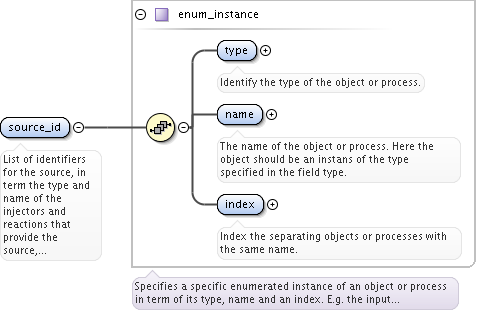 enum_instance
type
Identify the type of the object or process.
name
The name of the object or process. Here the
object should be an instans of the type
specified in the field type.
source_id
List of identifiers
for the source, in
term the type and
name of the
injectors and
reactions that
provide the
source,...
index
Index the separating objects or processes with
the same name.
Specifies a specific enumerated instance of an object or process
in term of its type, name and an index. E.g. the input...